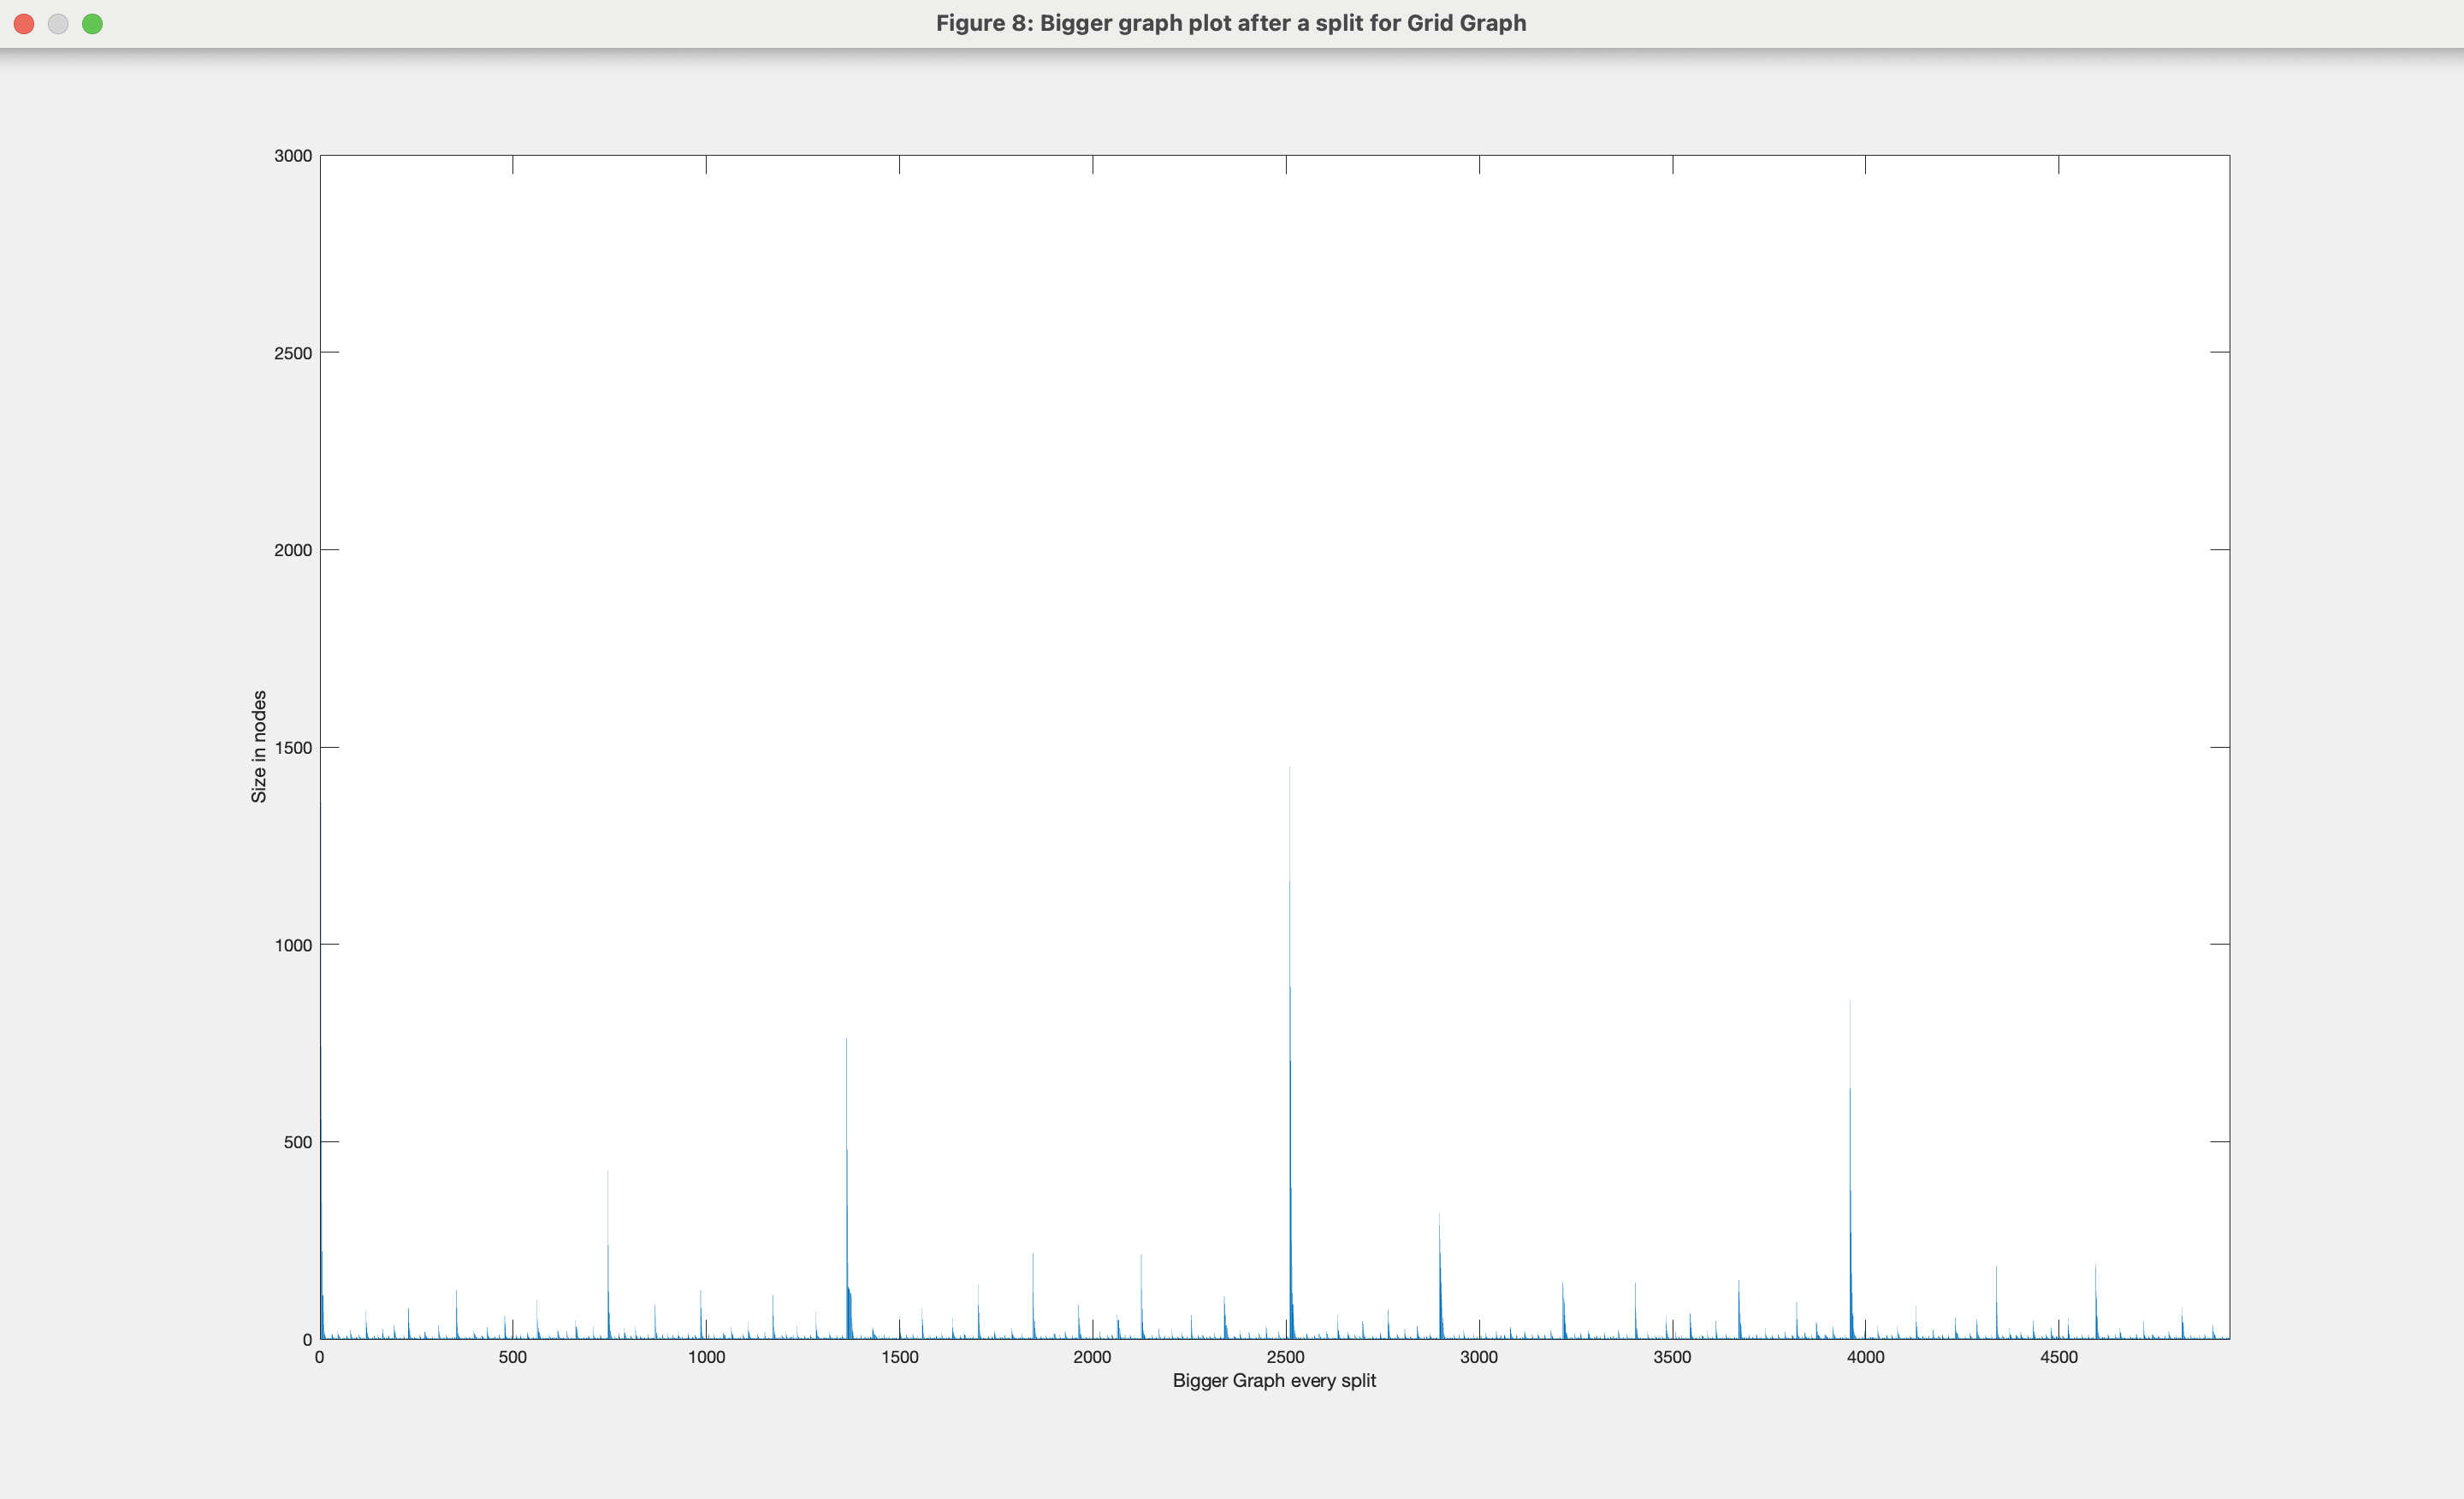 Figure 8: Bigger graph plot after a split for Grid Graph
3000
2500
2000
1500
1000
500
0
Size in nodes
0 500 1000 1500 2000 2500 3000 3500 4000 4500
Bigger Graph every split